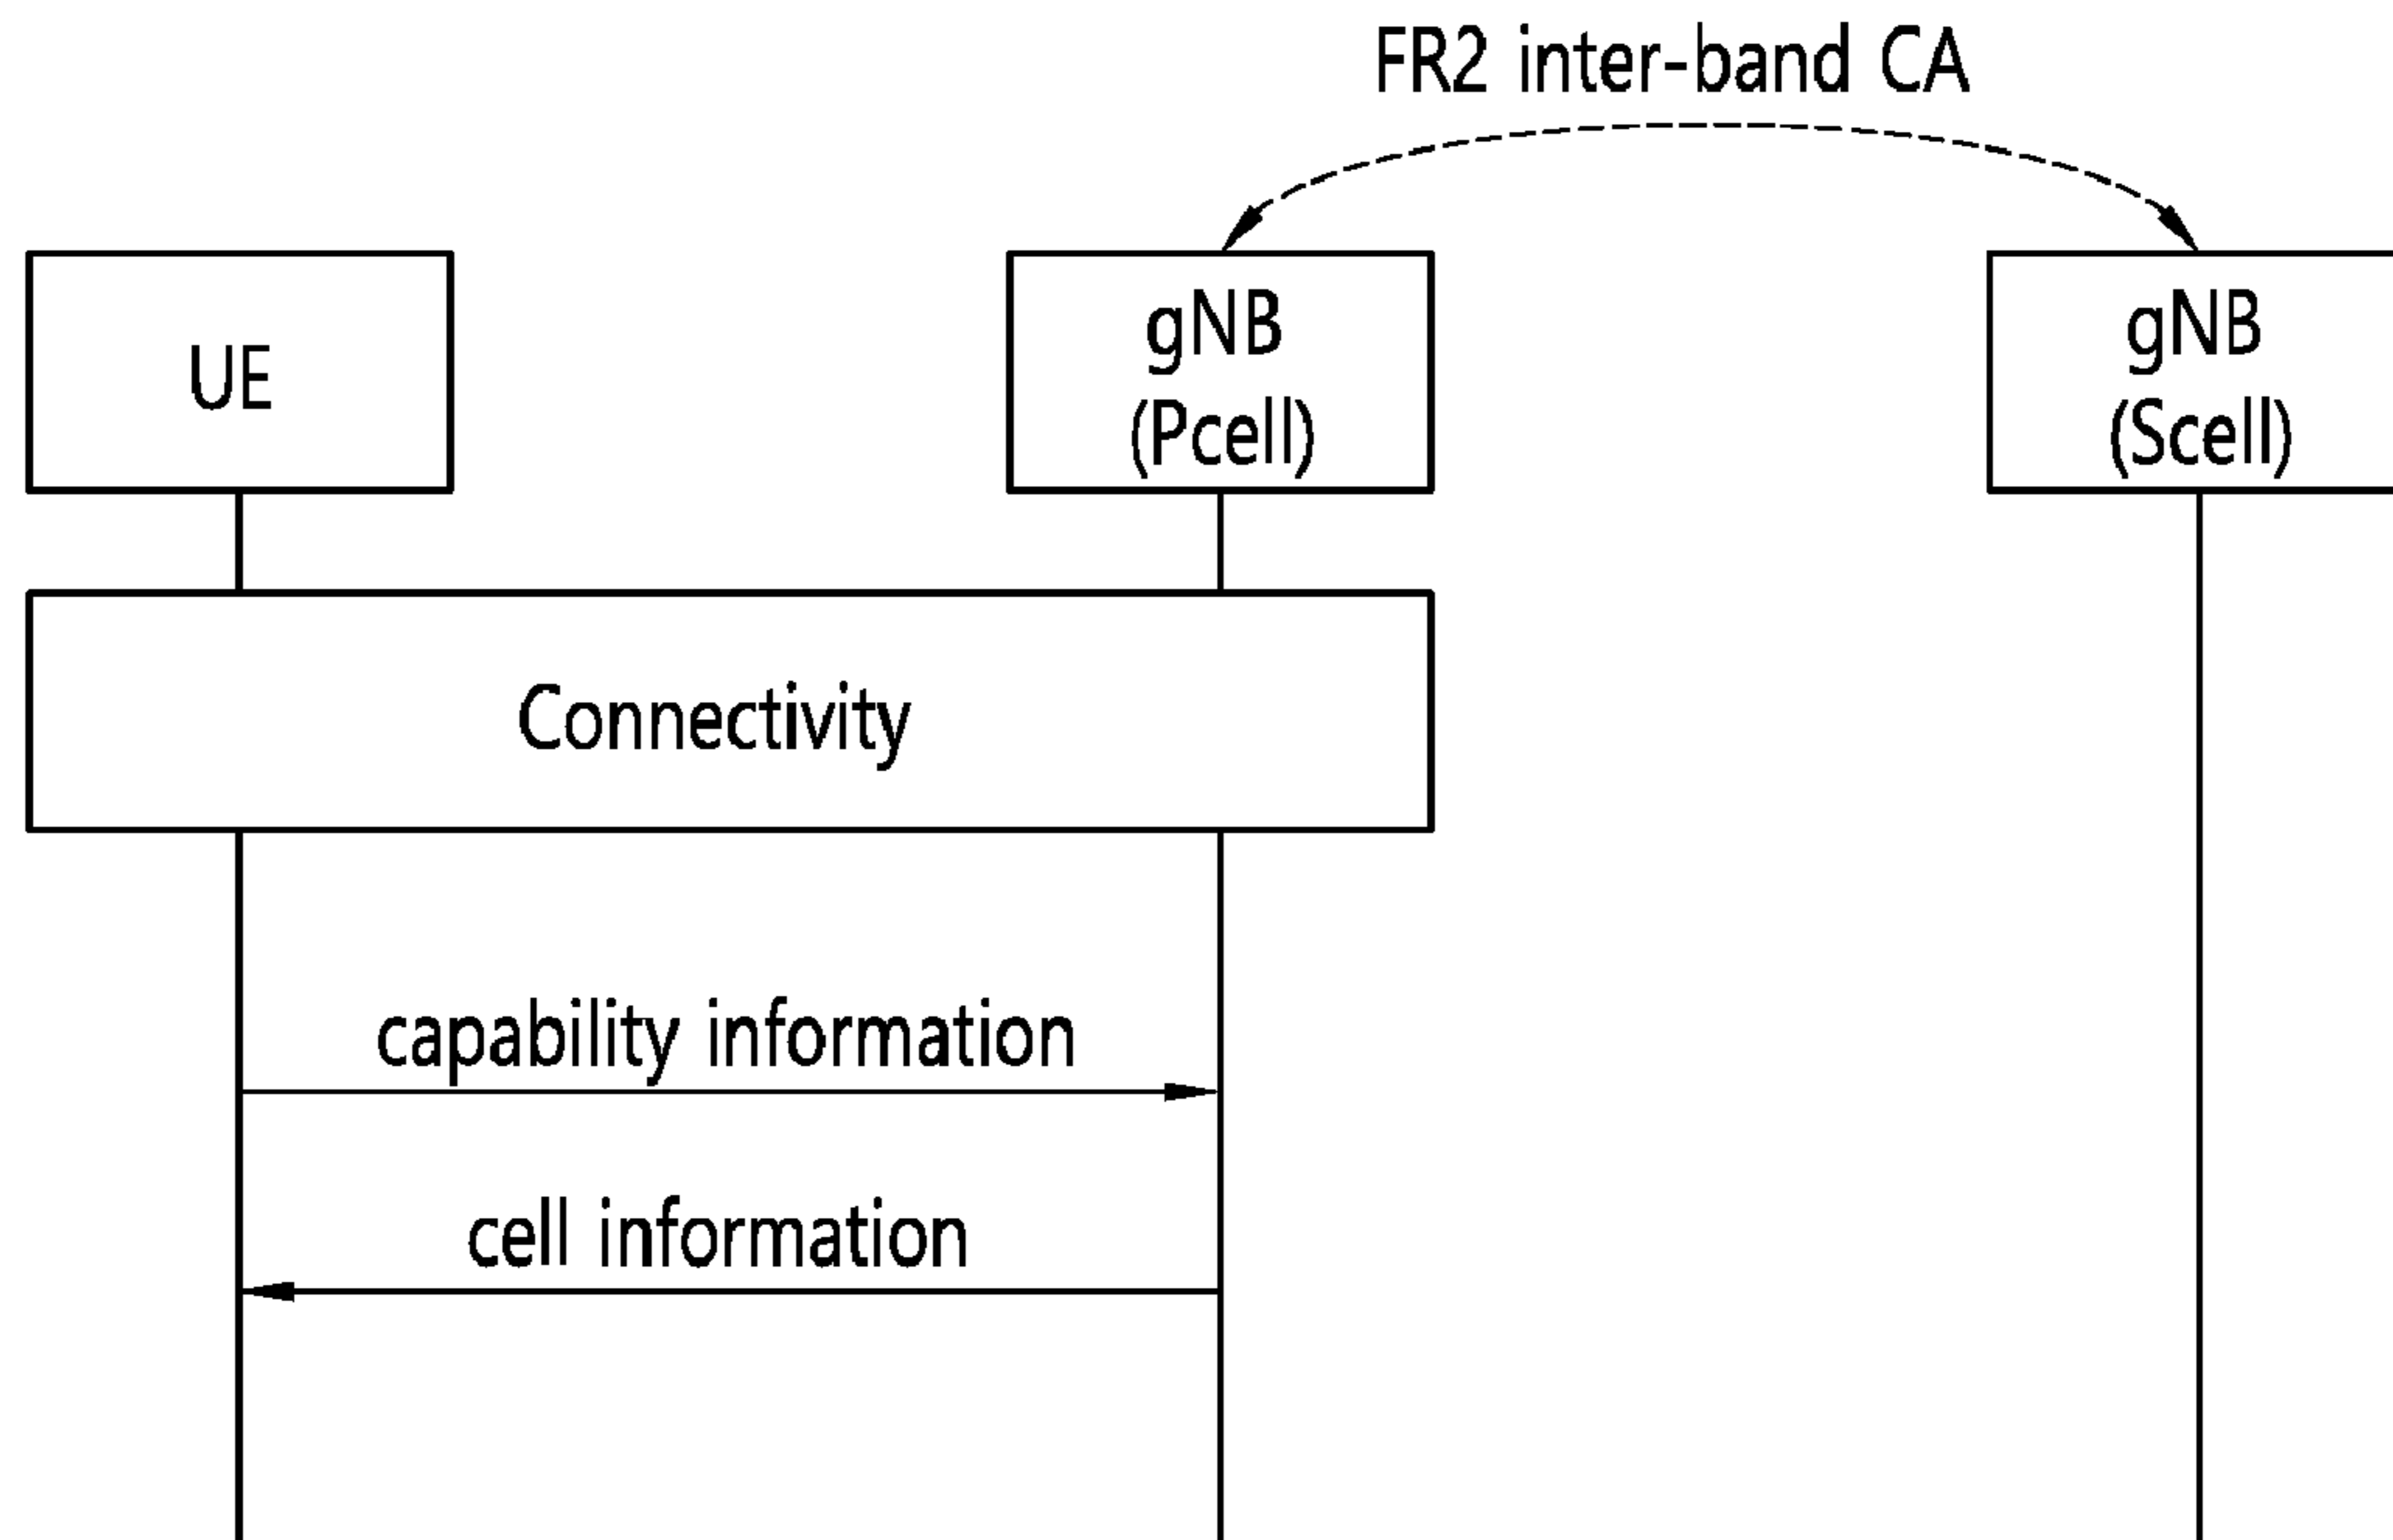 FR2 inter-band CA
UE
gNB
(Pcell)
gNB
(Scell)
Connectivity
capability information
cell information